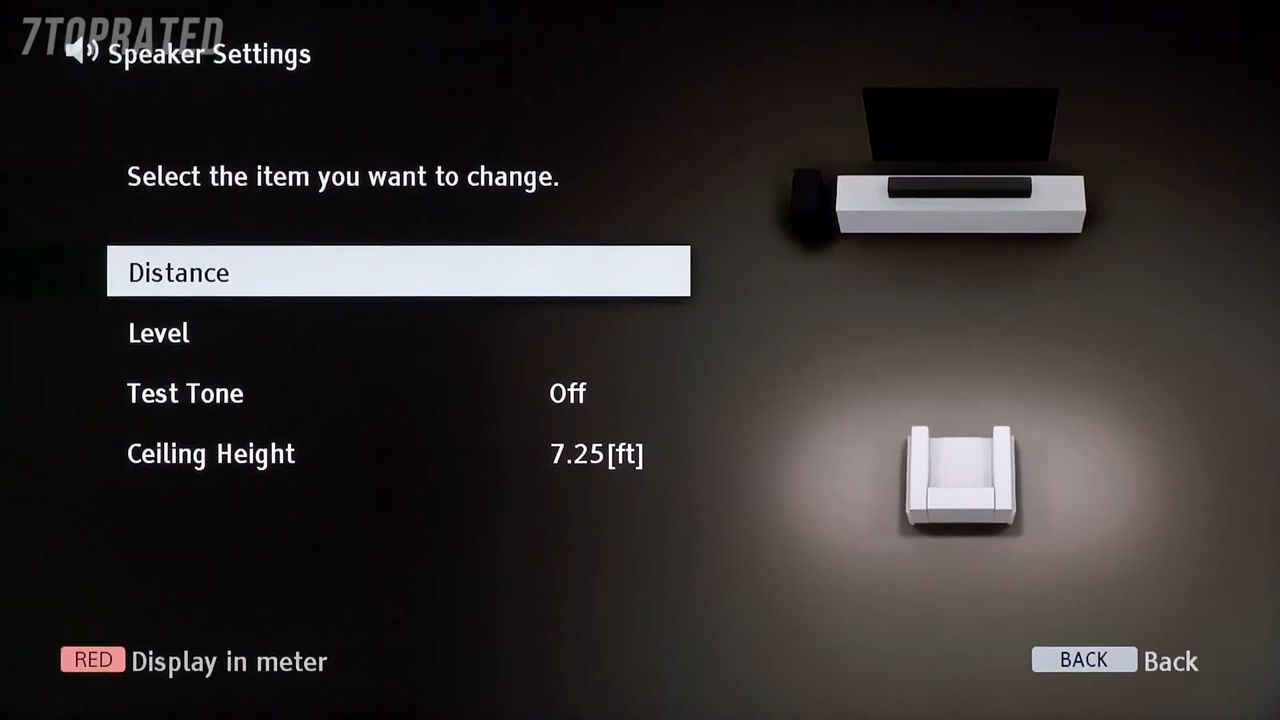 7TOPRATED
Speaker Settings
Select the item you want to change.
Distance
Level
Test Tone Off
Ceiling Height 7.25[ft]
RED Display in meter
BACK Back